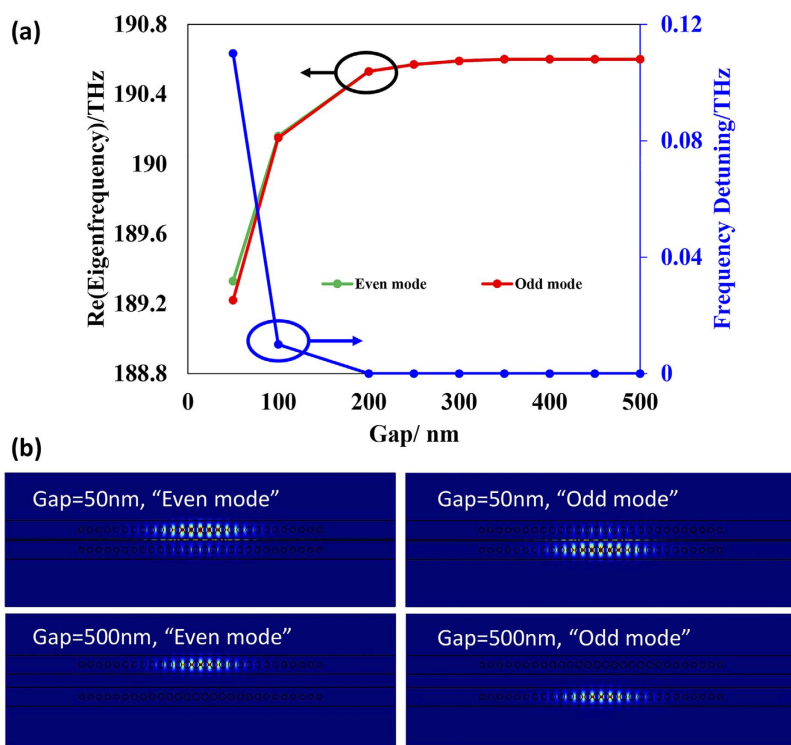 (a)
190.8
190.4
190
189.6
189.2
188.8
Re(Eigenfrequency)/THz
0.12
0.08
0.04
0
Frequency Detuning/THz
Even mode
Odd mode
0
100
200
300
400
500
Gap/ nm
(b)
Gap=50nm, “Even mode”
Gap=50nm, “Odd mode”
Gap=500nm, “Even mode”
Gap=500nm, “Odd mode”